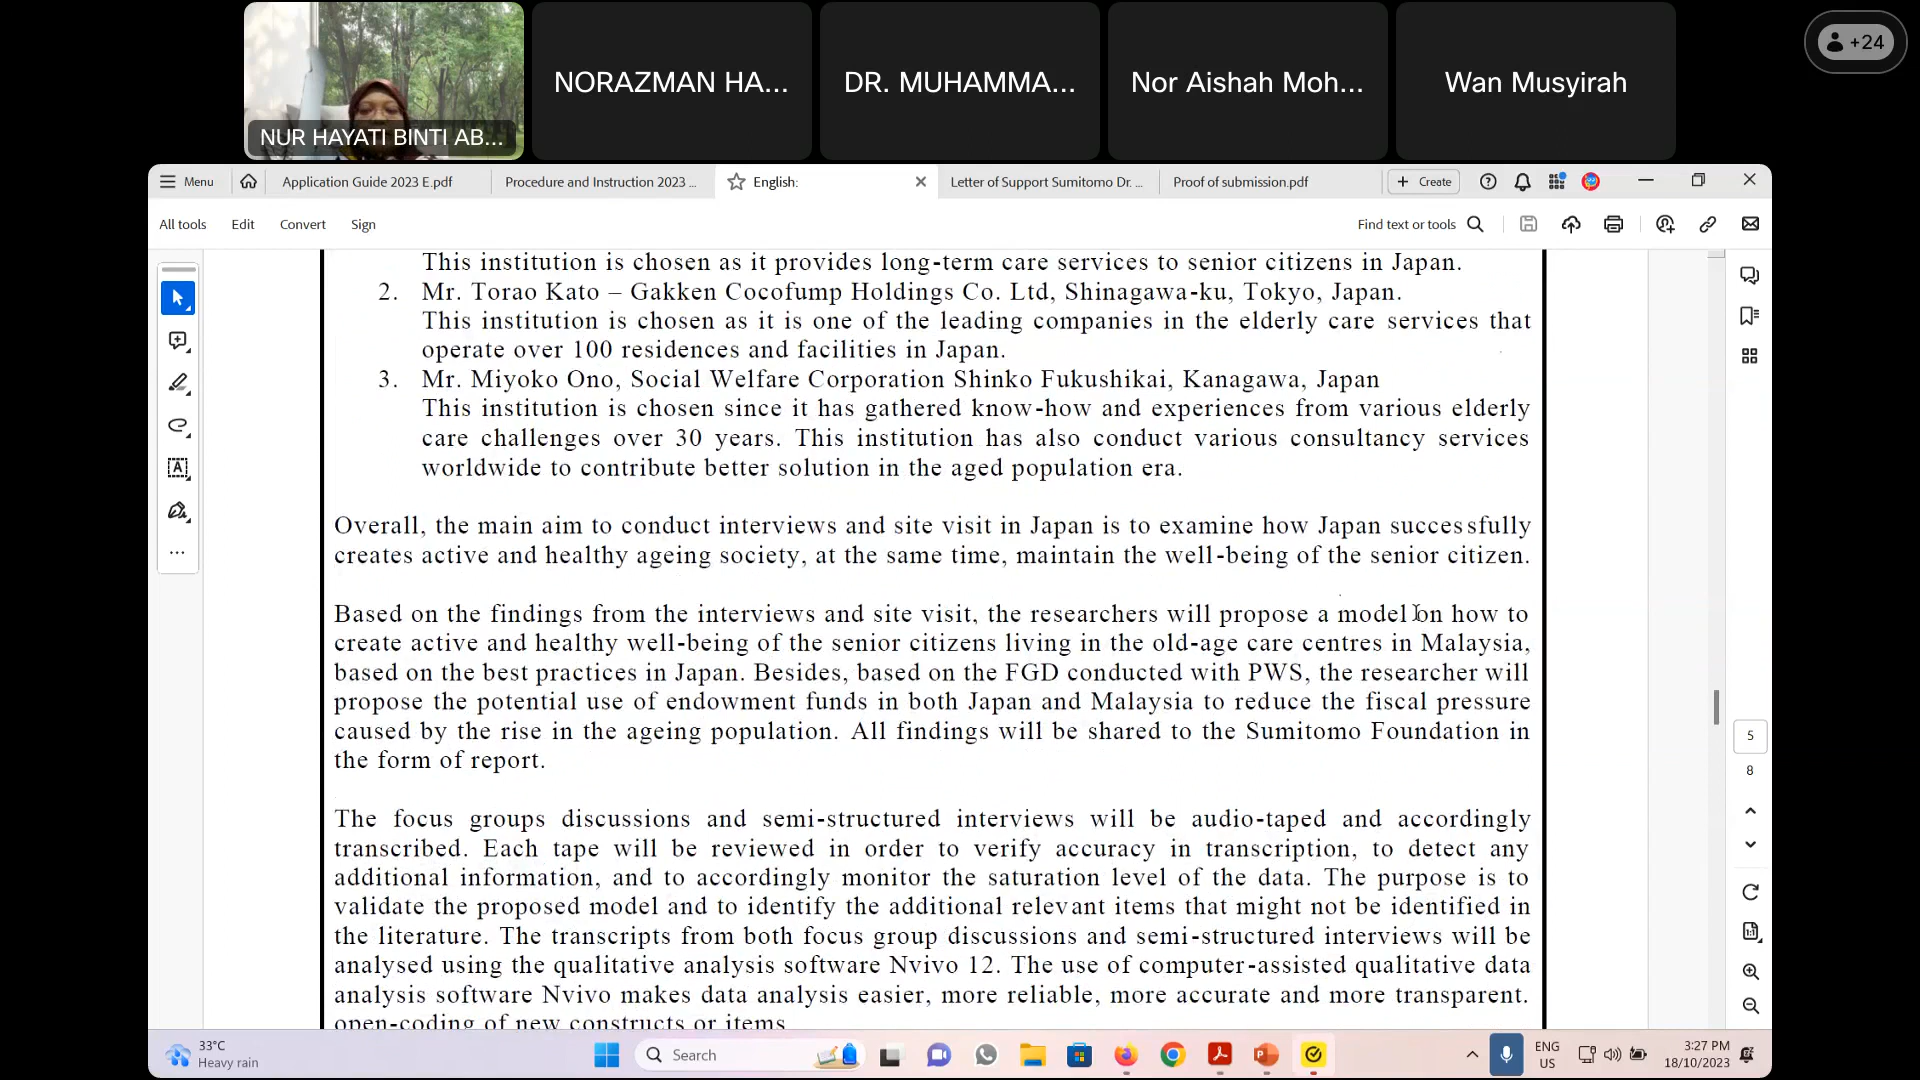 NUR HAYATI BINTI AB...
NORAZMAN HA...
DR. MUHAMMA...
Nor Aishah Moh...
Wan Musyirah
+24
Menu
Application Guide 2023 E.pdf
Procedure and Instruction 2023 ...
English:
Letter of Support Sumitomo Dr. ...
Proof of submission.pdf
Create
All tools
Edit
Convert
Sign
Find text or tools
This institution is chosen as it provides long-term care services to senior citizens in Japan.
2. Mr. Torao Kato – Gakken Cocofump Holdings Co. Ltd, Shinagawa-ku, Tokyo, Japan.
This institution is chosen as it is one of the leading companies in the elderly care services that
operate over 100 residences and facilities in Japan.
3. Mr. Miyoko Ono, Social Welfare Corporation Shinko Fukushikai, Kanagawa, Japan
This institution is chosen since it has gathered know-how and experiences from various elderly
care challenges over 30 years. This institution has also conduct various consultancy services
worldwide to contribute better solution in the aged population era.
Overall, the main aim to conduct interviews and site visit in Japan is to examine how Japan successfully
creates active and healthy ageing society, at the same time, maintain the well-being of the senior citizen.
Based on the findings from the interviews and site visit, the researchers will propose a model on how to
create active and healthy well-being of the senior citizens living in the old-age care centres in Malaysia,
based on the best practices in Japan. Besides, based on the FGD conducted with PWS, the researcher will
propose the potential use of endowment funds in both Japan and Malaysia to reduce the fiscal pressure
caused by the rise in the ageing population. All findings will be shared to the Sumitomo Foundation in
the form of report.
The focus groups discussions and semi-structured interviews will be audio-taped and accordingly
transcribed. Each tape will be reviewed in order to verify accuracy in transcription, to detect any
additional information, and to accordingly monitor the saturation level of the data. The purpose is to
validate the proposed model and to identify the additional relevant items that might not be identified in
the literature. The transcripts from both focus group discussions and semi-structured interviews will be
analysed using the qualitative analysis software Nvivo 12. The use of computer-assisted qualitative data
analysis software Nvivo makes data analysis easier, more reliable, more accurate and more transparent.
open-coding of new constructs or items
5
8
33°C
Heavy rain
Search
ENG
US
3:27 PM
18/10/2023